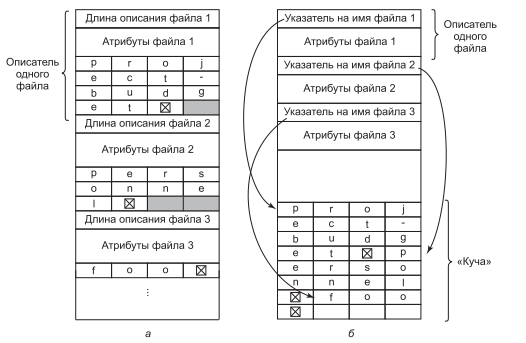 Длина описания файла 1
Атрибуты файла 1
p r o j
e c t -
b u d g
e t
Длина описания файла 2
Атрибуты файла 2
p e r s
o n n e
l
Длина описания файла 3
Атрибуты файла 3
f o o
⋮
Описатель
одного
файла
а
Указатель на имя файла 1
Атрибуты файла 1
Указатель на имя файла 2
Атрибуты файла 2
Указатель на имя файла 3
Атрибуты файла 3
p r o j
e c t -
b u d g
e t p
e r s o
n n e l
f o o
Описатель
одного
файла
«Куча»
б